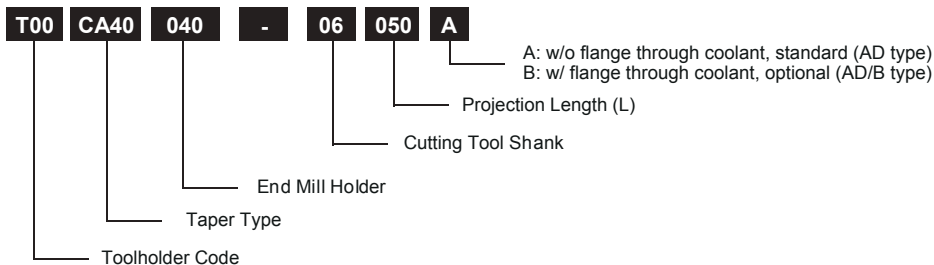 T00 CA40 040 - 06 050 A
A: w/o flange through coolant, standard (AD type)
B: w/ flange through coolant, optional (AD/B type)
Projection Length (L)
Cutting Tool Shank
End Mill Holder
Taper Type
Toolholder Code